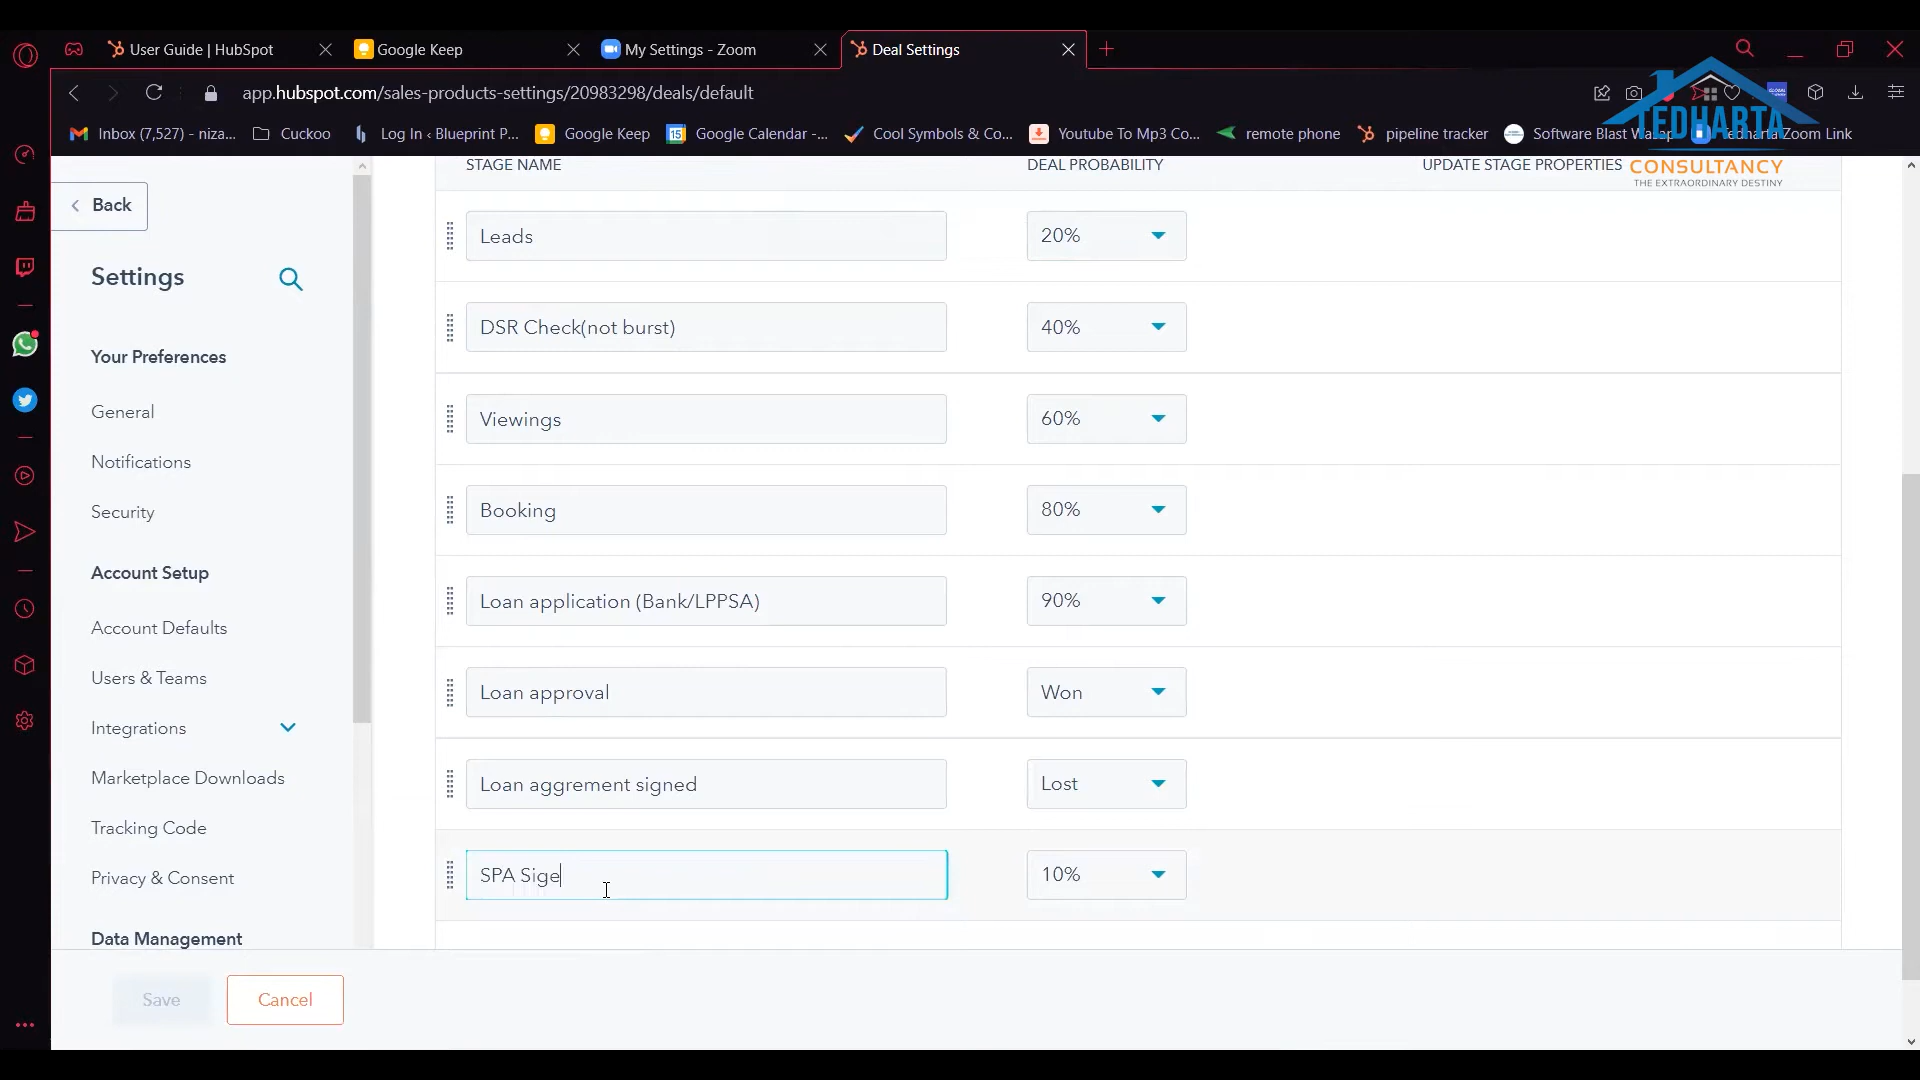 User Guide | HubSpot
Google Keep
My Settings - Zoom
Deal Settings
app.hubspot.com/sales-products-settings/20983298/deals/default
Inbox (7,527) - niza...
Cuckoo
Log In ‹ Blueprint P...
Google Keep
Google Calendar -...
Cool Symbols & Co...
Youtube To Mp3 Co...
remote phone
pipeline tracker
Software Blast Wasap
Tedharta Zoom Link
TEDHARTA
CONSULTANCY
THE EXTRAORDINARY DESTINY
Back
Settings
Your Preferences
General
Notifications
Security
Account Setup
Account Defaults
Users & Teams
Integrations
Marketplace Downloads
Tracking Code
Privacy & Consent
Data Management
STAGE NAME DEAL PROBABILITY UPDATE STAGE PROPERTIES
Leads 20%
DSR Check(not burst) 40%
Viewings 60%
Booking 80%
Loan application (Bank/LPPSA) 90%
Loan approval Won
Loan aggrement signed Lost
SPA Sige 10%
Save
Cancel